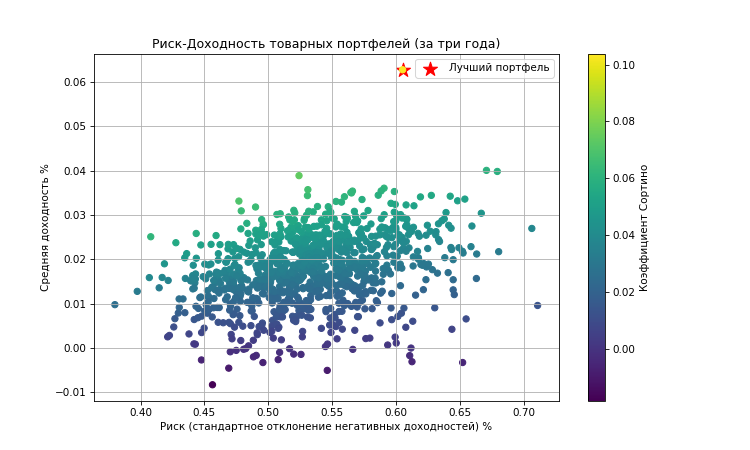 Риск-Доходность товарных портфелей (за три года)
Лучший портфель
Средняя доходность %
0.06
0.05
0.04
0.03
0.02
0.01
0.00
−0.01
0.40 0.45 0.50 0.55 0.60 0.65 0.70
Риск (стандартное отклонение негативных доходностей) %
0.10
0.08
0.06
0.04
0.02
0.00
Коэффициент Сортино